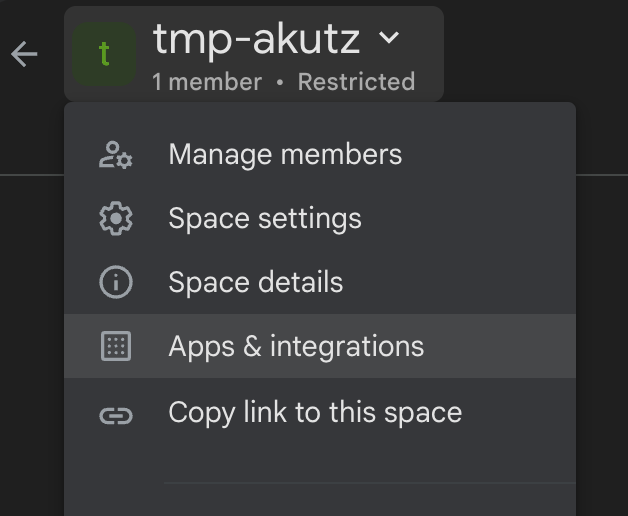 t
tmp-akutz
1 member • Restricted
Manage members
Space settings
Space details
Apps & integrations
Copy link to this space